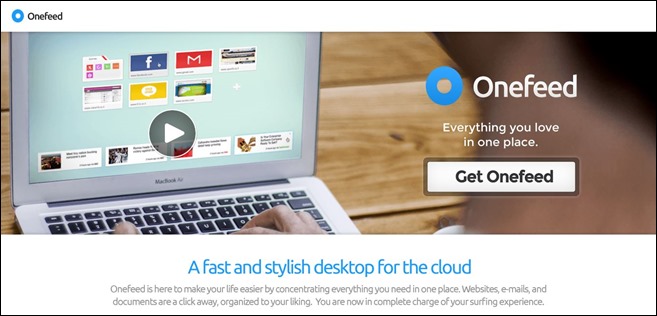 Onefeed
Onefeed
Everything you love
in one place.
Get Onefeed
MacBook Air
A fast and stylish desktop for the cloud
Onefeed is here to make your life easier by concentrating everything you need in one place. Websites, e-mails, and
documents are a click away, organized to your liking. You are now in complete charge of your surfing experience.